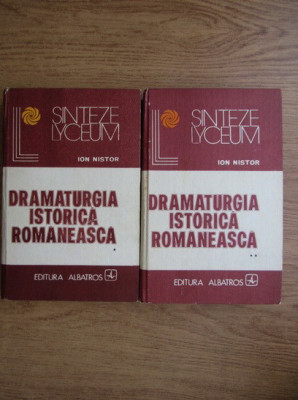 SINTEZE
LYCEUM
ION NISTOR
DRAMATURGIA
ISTORICA
ROMANEASCA
*
EDITURA ALBATROS
SINTEZE
LYCEUM
ION NISTOR
DRAMATURGIA
ISTORICA
ROMANEASCA
**
EDITURA ALBATROS